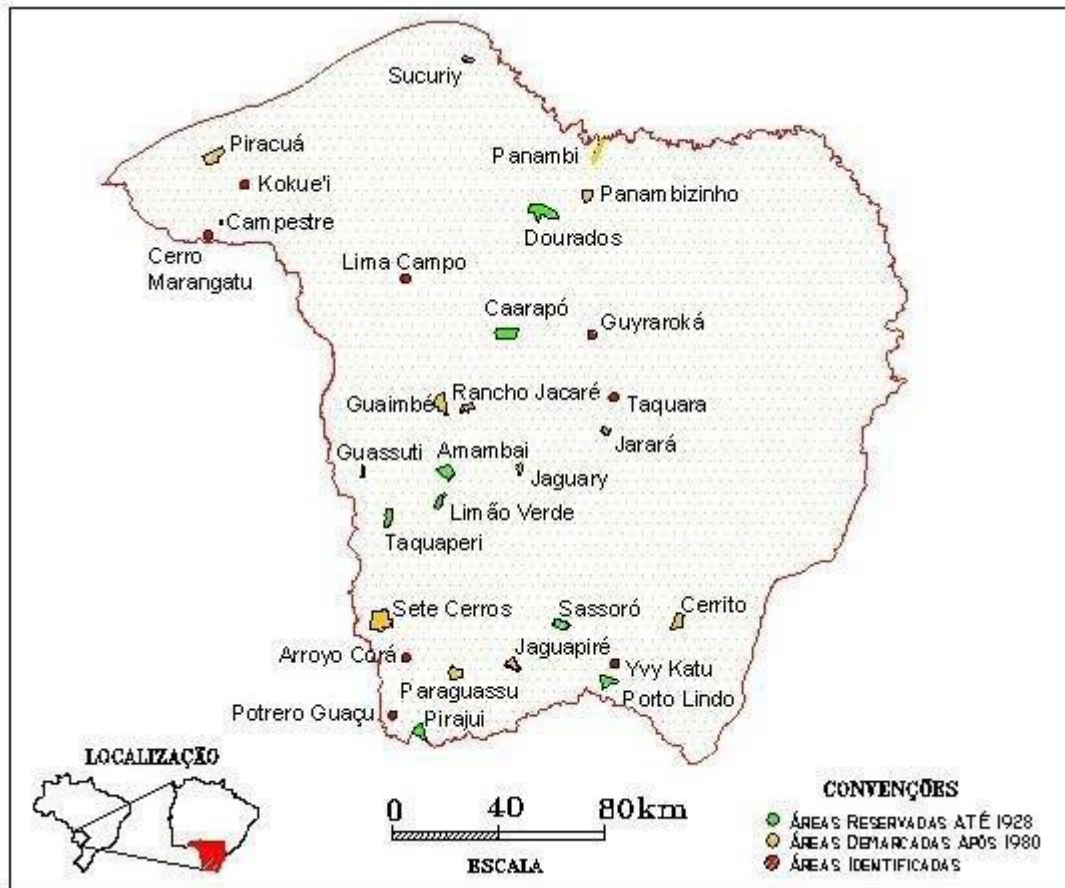 Sucuriy
Piracuá
Panambi
Kokue'i
Panambizinho
Campestre
Dourados
Cerro
Marangatu
Lima Campo
Caarapó
Guyraroká
Guaimbé
Rancho Jacaré
Taquara
Jarará
Guassuti
Amambai
Jaguary
Limão Verde
Taquaperi
Sete Cerros
Sassoró
Cerrito
Arroyo Corá
Jaguapiré
Yvy Katu
Paraguassu
Porto Lindo
Potrero Guaçu
Pirajui
LOCALIZAÇÃO
0 40 80km
ESCALA
CONVENÇÕES
ÁREAS RESERVADAS ATÉ 1928
ÁREAS DEMARCADAS APÓS 1980
ÁREAS IDENTIFICADAS